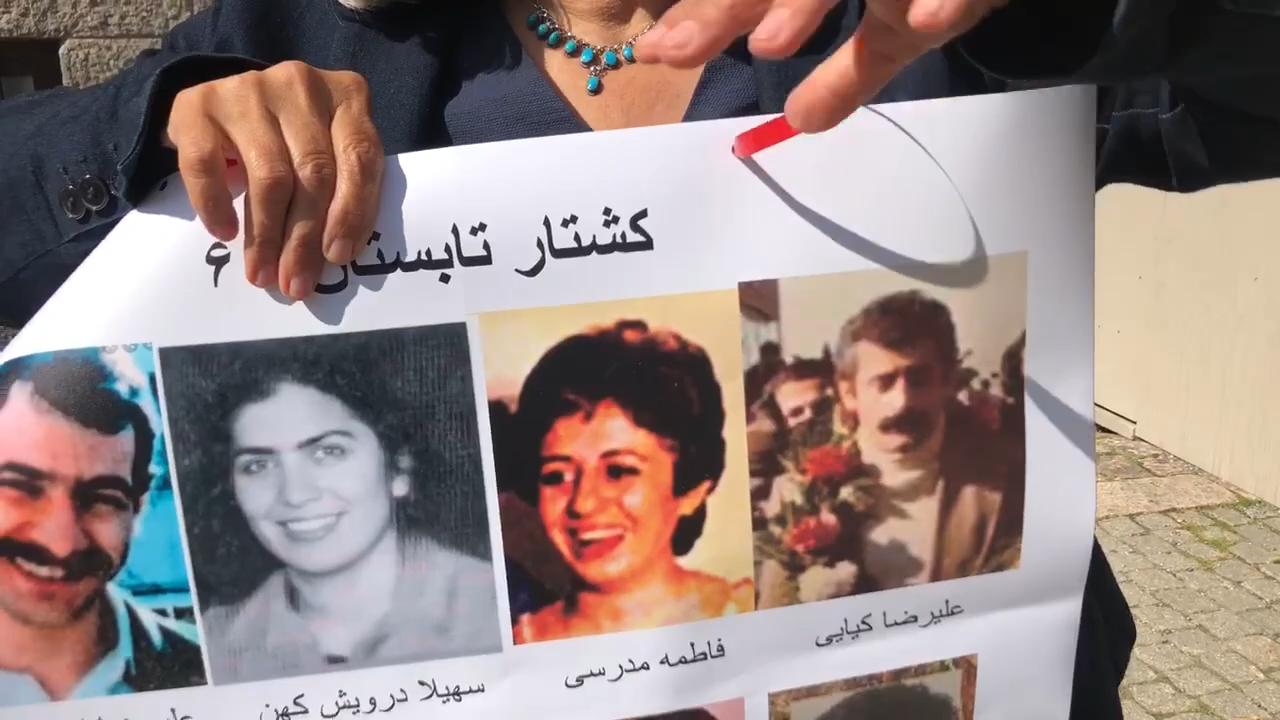 کشتار تابستان ۶
علیرضا کیایی
فاطمه مدرسی
سهیلا درویش کهن